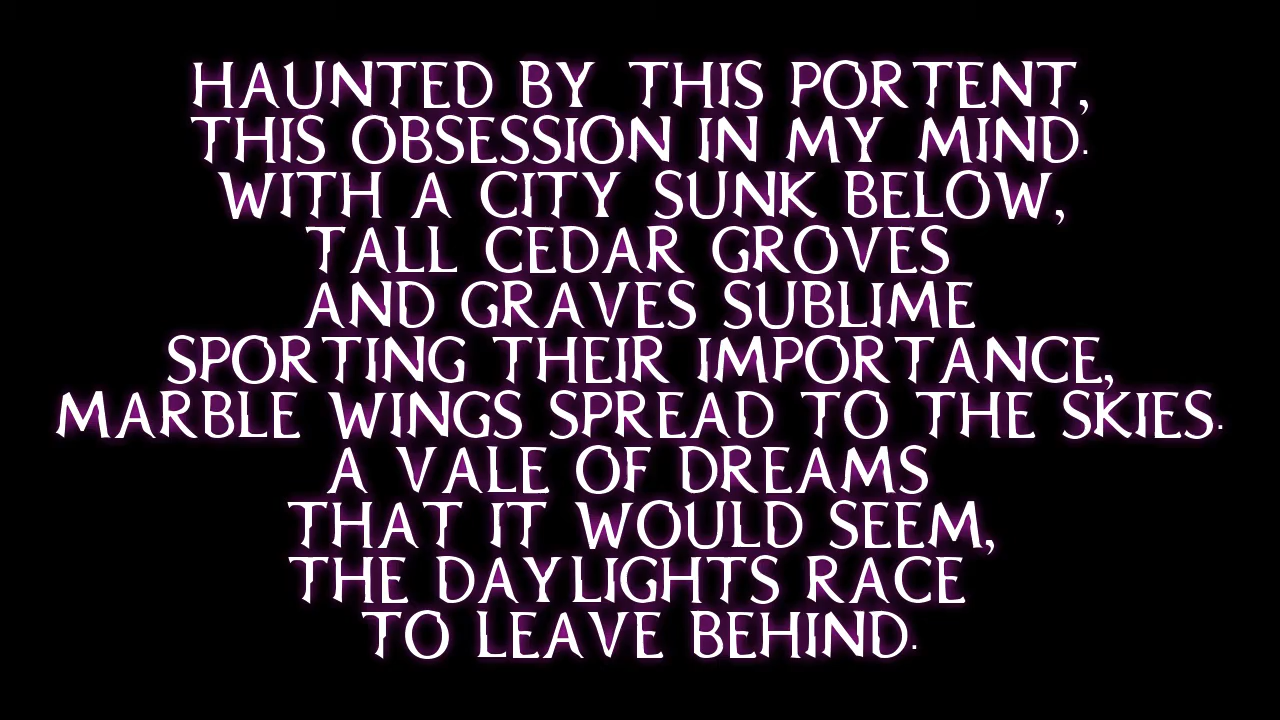 HAUNTED BY THIS PORTENT,
THIS OBSESSION IN MY MIND.
WITH A CITY SUNK BELOW,
TALL CEDAR GROVES
AND GRAVES SUBLIME
SPORTING THEIR IMPORTANCE,
MARBLE WINGS SPREAD TO THE SKIES.
A VALE OF DREAMS
THAT IT WOULD SEEM,
THE DAYLIGHTS RACE
TO LEAVE BEHIND.